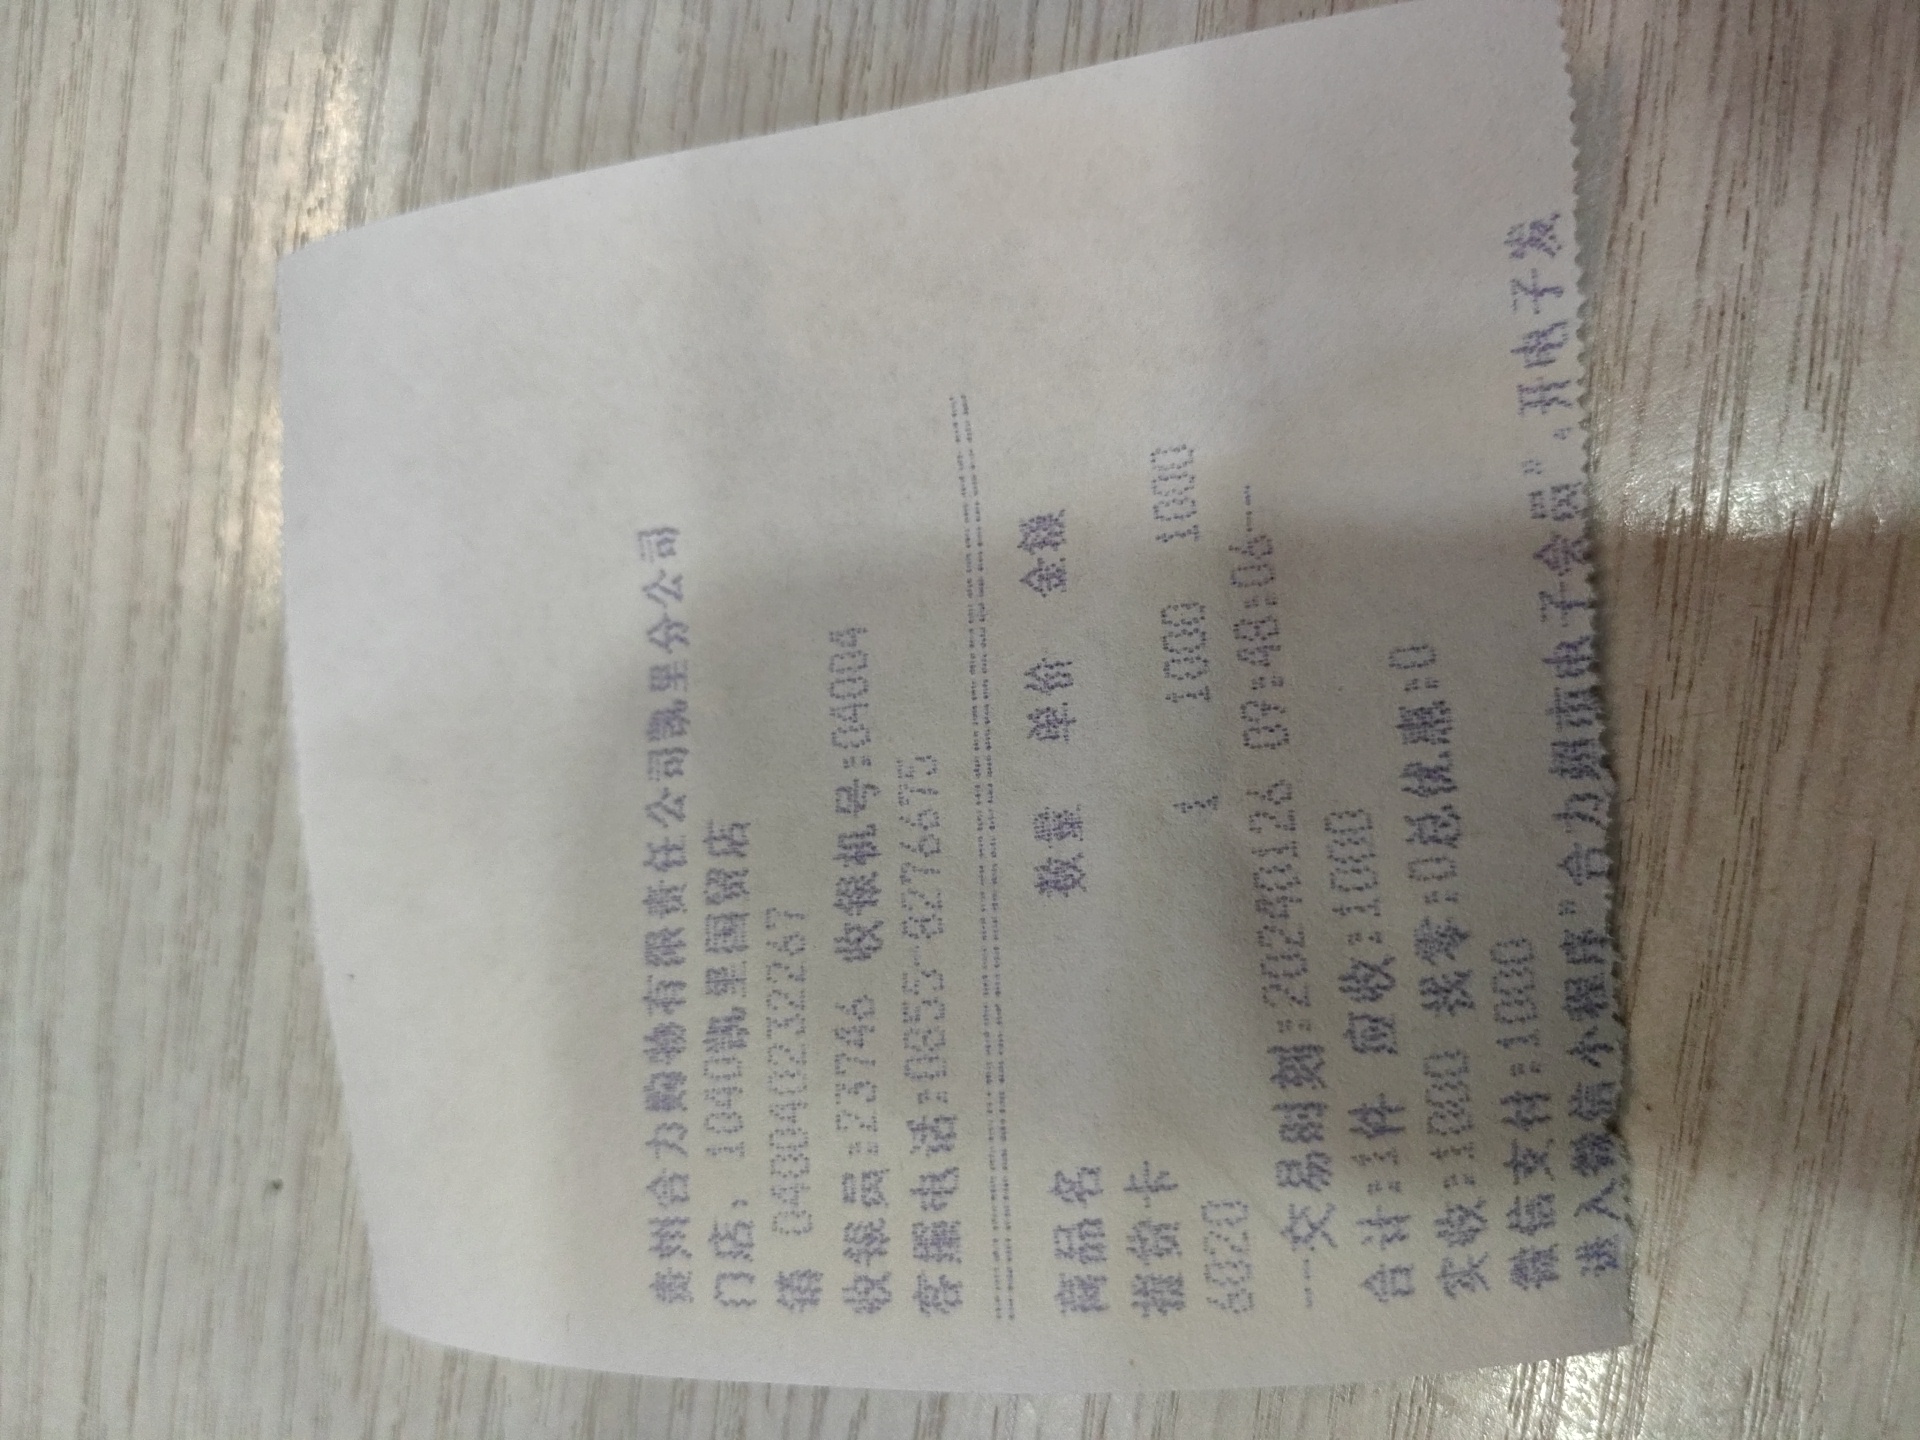 贵州合力购物有限责任公司凯里分公司
门店: 1040凯里国贸店
销 040040232267
收银员:23746 收银机号:04004
客服电话:0855-8276675
================================
商品名 数量 单价 金额
提货卡
6020 1 1000 1000
---交易时刻:20240126 09:48:06---
合计:1件 应收:1000
实收:1000 找零:0总优惠:0
微信支付:1000
进入微信小程序"合力超市电子会员",开电子发